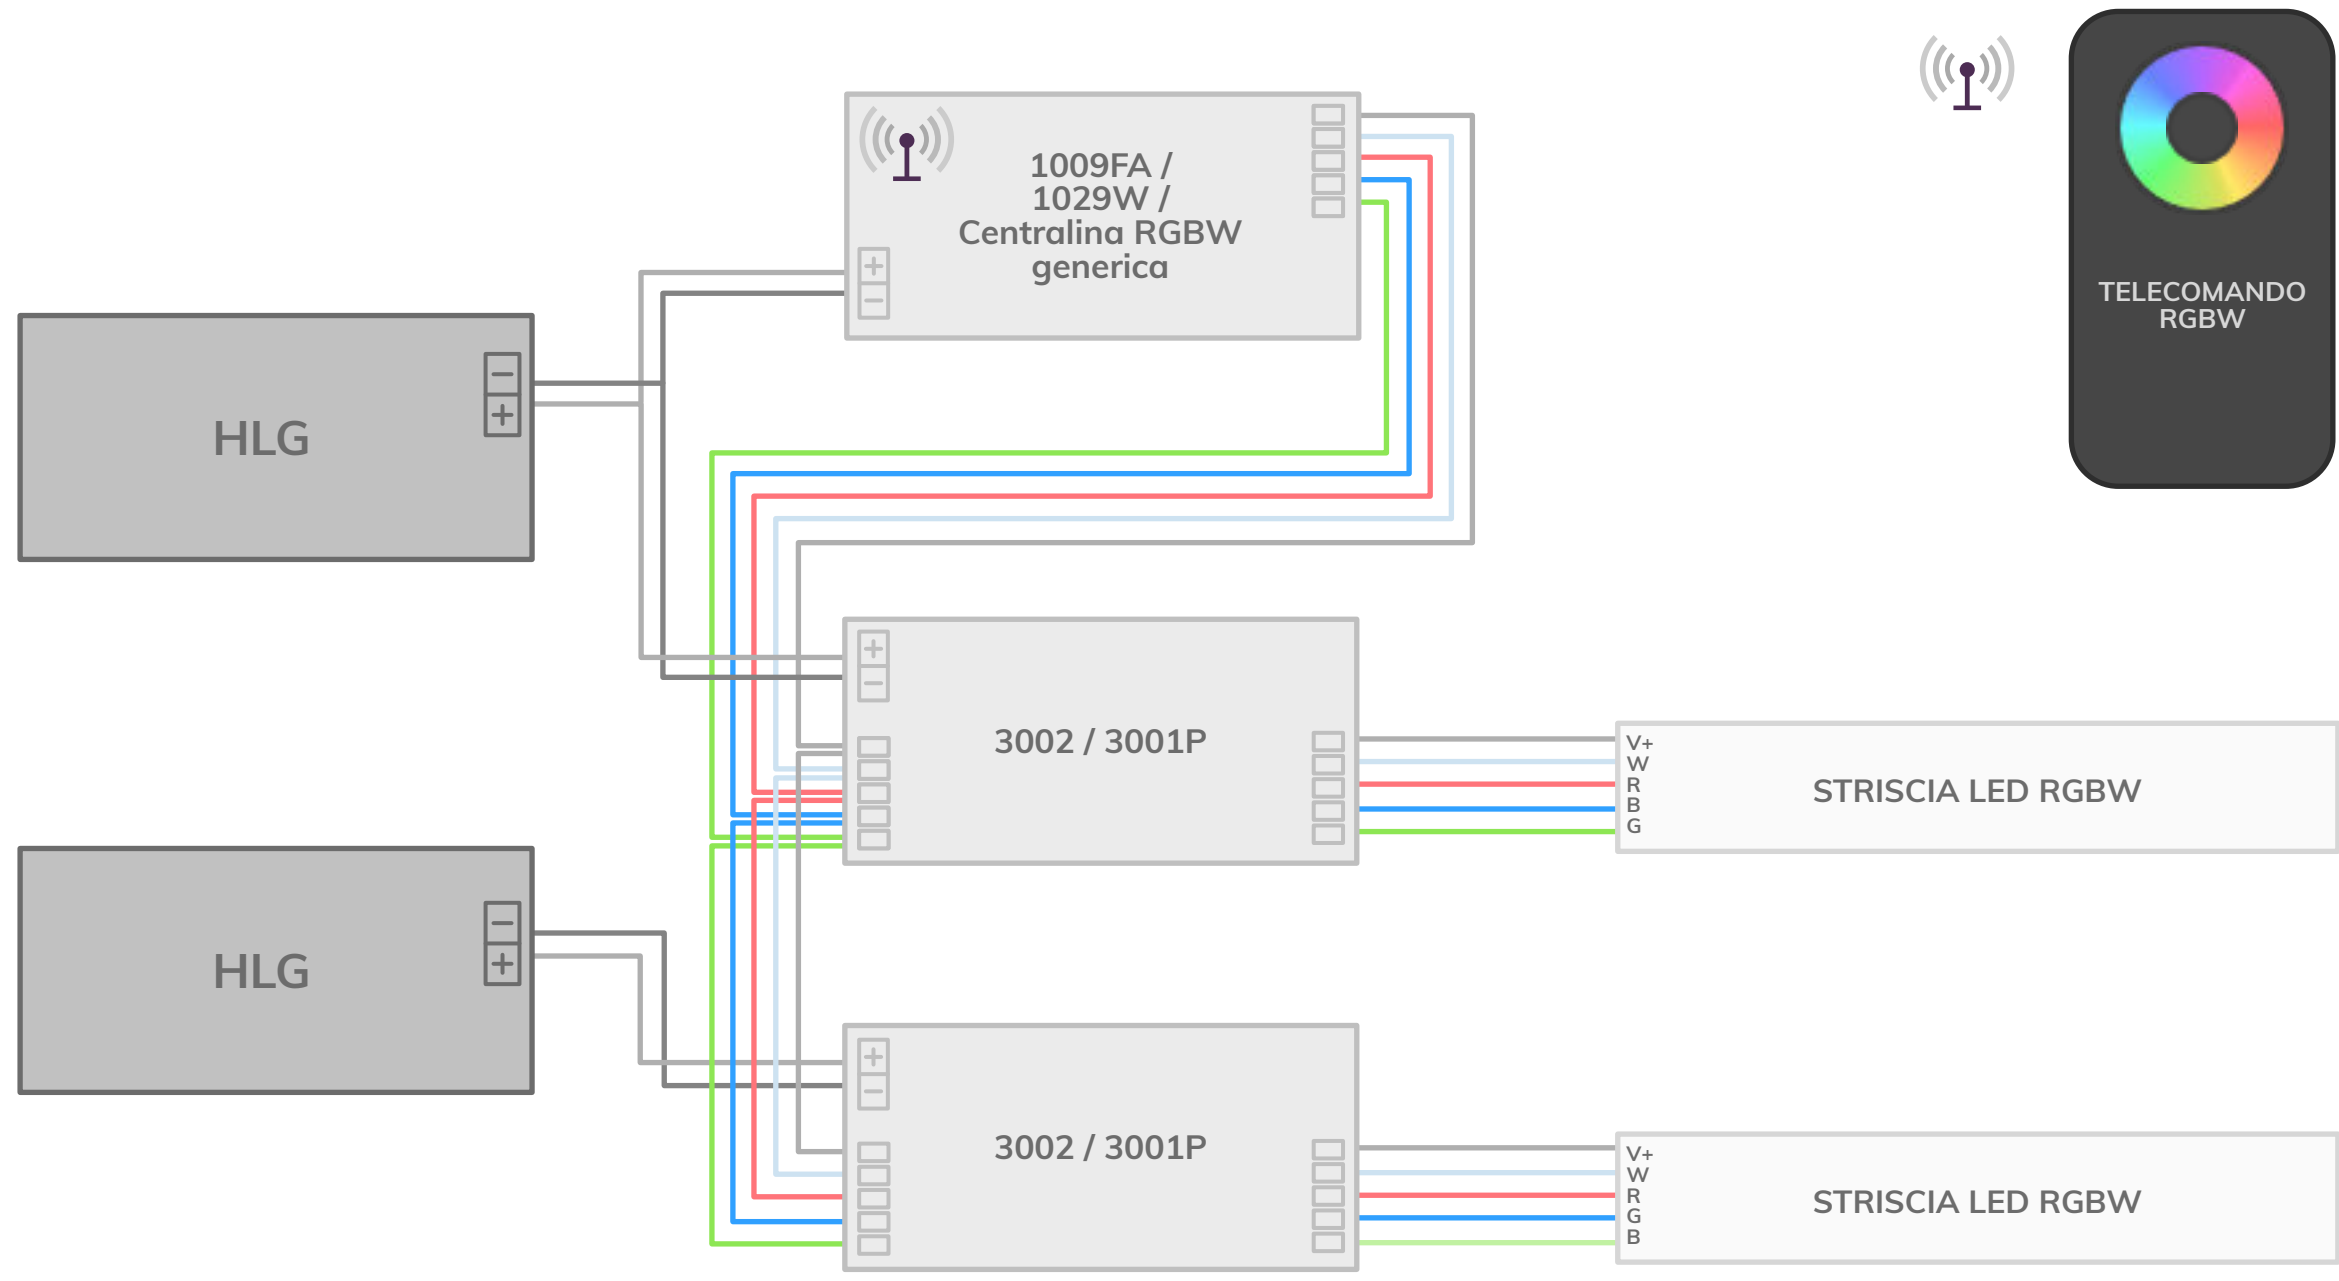 1009FA /
1029W /
Centralina RGBW
generica
+
−
TELECOMANDO
RGBW
−
+
HLG
+
−
3002 / 3001P
V+
W
R
B
G
STRISCIA LED RGBW
−
+
HLG
+
−
3002 / 3001P
V+
W
R
G
B
STRISCIA LED RGBW